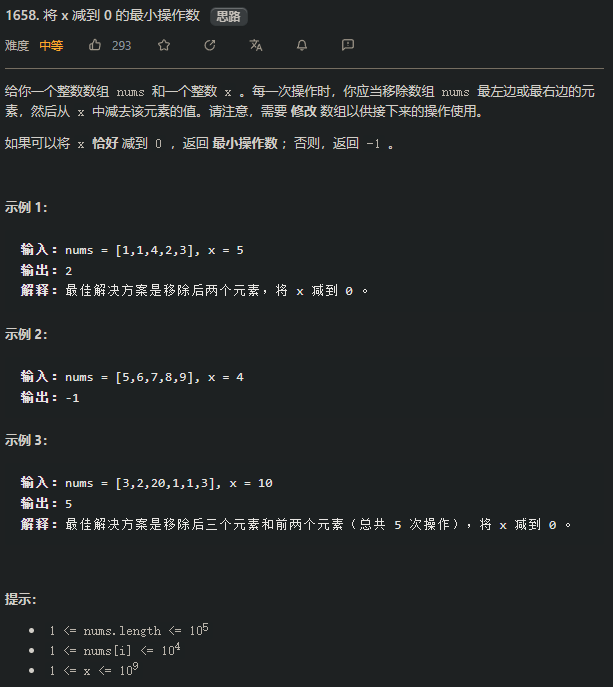 1658. 将 x 减到 0 的最小操作数 思路
难度 中等 293
给你一个整数数组 nums 和一个整数 x 。每一次操作时，你应当移除数组 nums 最左边或最右边的元
素，然后从 x 中减去该元素的值。请注意，需要 修改 数组以供接下来的操作使用。
如果可以将 x 恰好 减到 0 ，返回 最小操作数 ；否则，返回 -1 。
示例 1：
输入：nums = [1,1,4,2,3], x = 5
输出：2
解释：最佳解决方案是移除后两个元素，将 x 减到 0 。
示例 2：
输入：nums = [5,6,7,8,9], x = 4
输出：-1
示例 3：
输入：nums = [3,2,20,1,1,3], x = 10
输出：5
解释：最佳解决方案是移除后三个元素和前两个元素（总共 5 次操作），将 x 减到 0 。
提示：
• 1 <= nums.length <= 10⁵
• 1 <= nums[i] <= 10⁴
• 1 <= x <= 10⁹